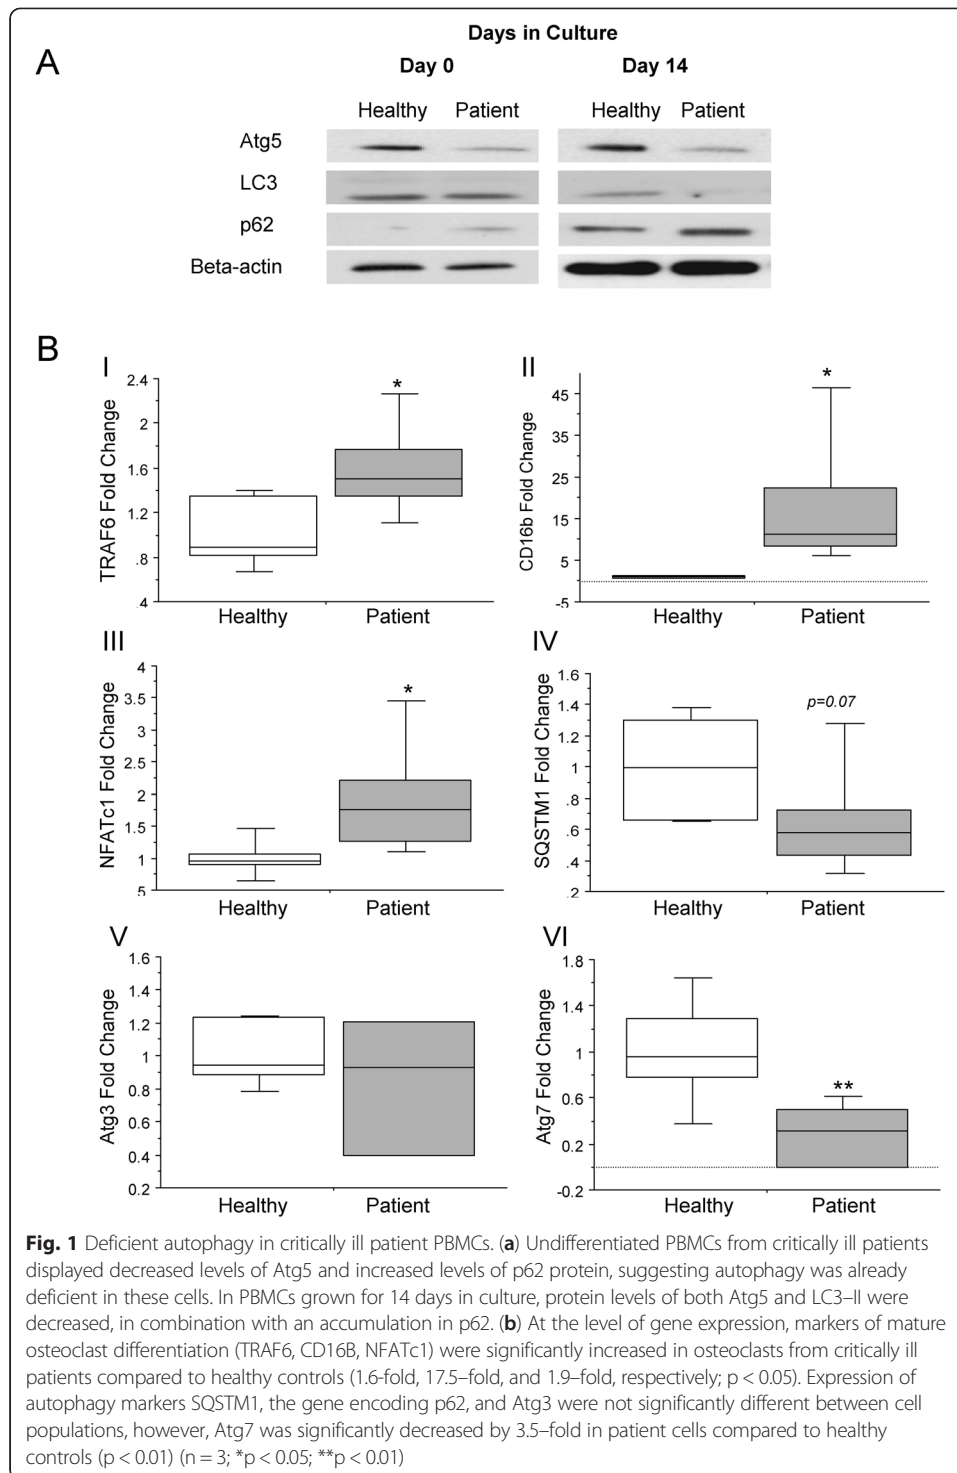 Days in Culture
A
Day 0
Day 14
Healthy Patient
Healthy Patient
Atg5
LC3
p62
Beta-actin
B
I
TRAF6 Fold Change
2.4
2
1.6
1.2
.8
.4
*
Healthy
Patient
II
CD16b Fold Change
45
35
25
15
5
-5
*
Healthy
Patient
III
NFATc1 Fold Change
4
3.5
3
2.5
2
1.5
1
.5
*
Healthy
Patient
IV
SQSTM1 Fold Change
1.6
1.4
1.2
1
.8
.6
.4
.2
p=0.07
Healthy
Patient
V
Atg3 Fold Change
1.6
1.2
1
0.8
0.6
0.4
0.2
Healthy
Patient
VI
Atg7 Fold Change
1.8
1.4
1
0.6
0.2
-0.2
**
Healthy
Patient
Fig. 1 Deficient autophagy in critically ill patient PBMCs. (a) Undifferentiated PBMCs from critically ill patients
displayed decreased levels of Atg5 and increased levels of p62 protein, suggesting autophagy was already
deficient in these cells. In PBMCs grown for 14 days in culture, protein levels of both Atg5 and LC3–II were
decreased, in combination with an accumulation in p62. (b) At the level of gene expression, markers of mature
osteoclast differentiation (TRAF6, CD16B, NFATc1) were significantly increased in osteoclasts from critically ill
patients compared to healthy controls (1.6-fold, 17.5–fold, and 1.9–fold, respectively; p < 0.05). Expression of
autophagy markers SQSTM1, the gene encoding p62, and Atg3 were not significantly different between cell
populations, however, Atg7 was significantly decreased by 3.5–fold in patient cells compared to healthy
controls (p < 0.01) (n = 3; *p < 0.05; **p < 0.01)